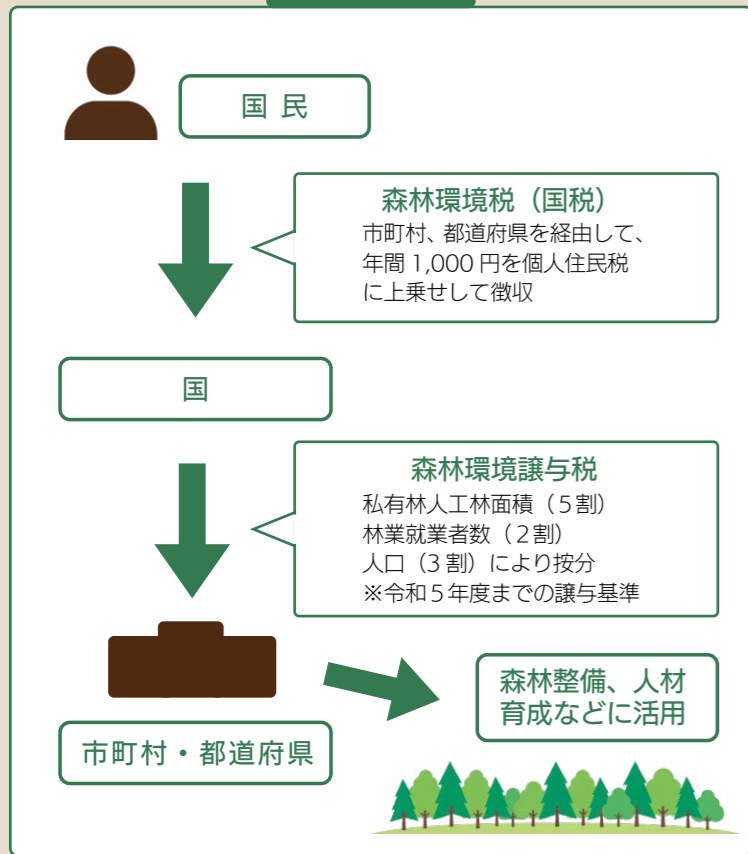 国 民
森林環境税（国税）
市町村、都道府県を経由して、
年間 1,000 円を個人住民税
に上乗せして徴収
国
森林環境譲与税
私有林人工林面積（５割）
林業就業者数（２割）
人口（３割）により按分
※令和５年度までの譲与基準
森林整備、人材
育成などに活用
市町村・都道府県